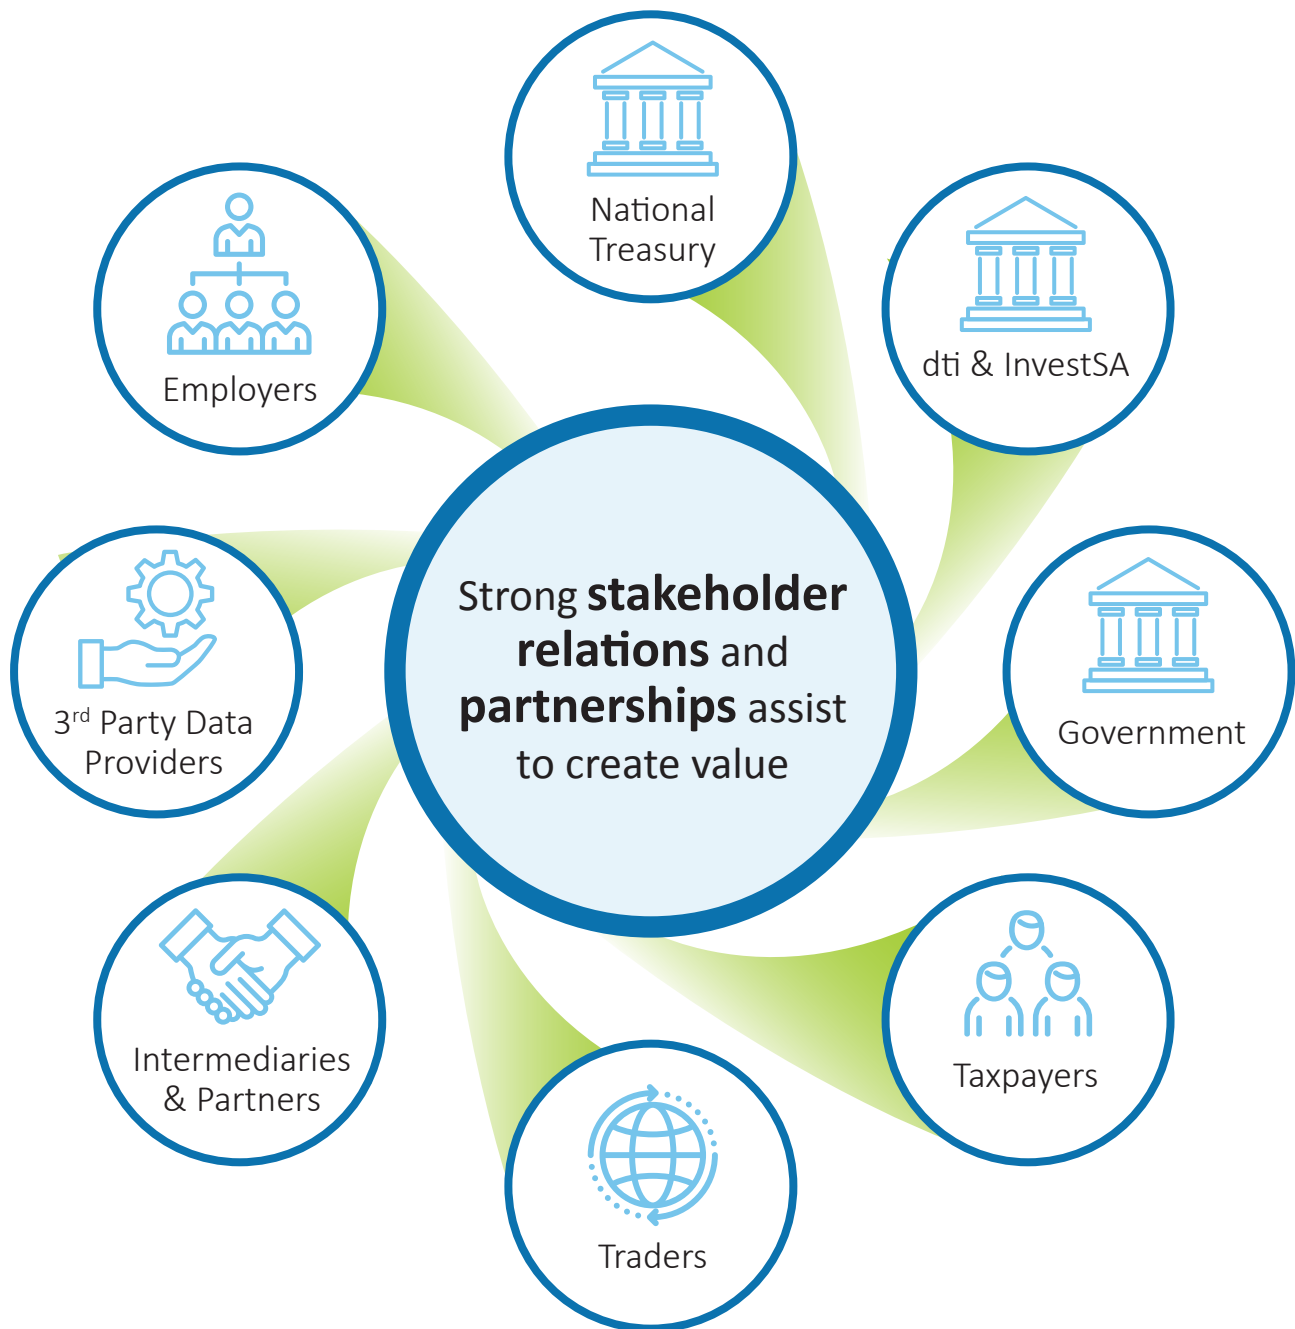 National
Treasury
dti & InvestSA
Government
Taxpayers
Traders
Intermediaries
& Partners
3rd Party Data
Providers
Employers
Strong stakeholder
relations and
partnerships assist
to create value